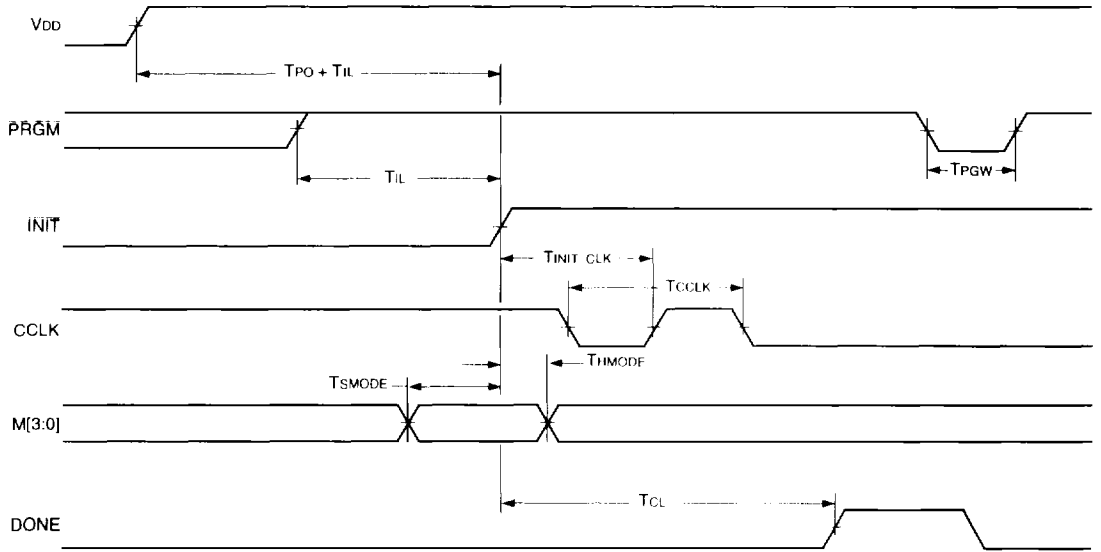 VDD
TPO + TIL
PRGM
TIL
TPGW
INIT
TINIT CLK
TCCLK
CCLK
THMODE
TSMODE
M[3:0]
TCL
DONE